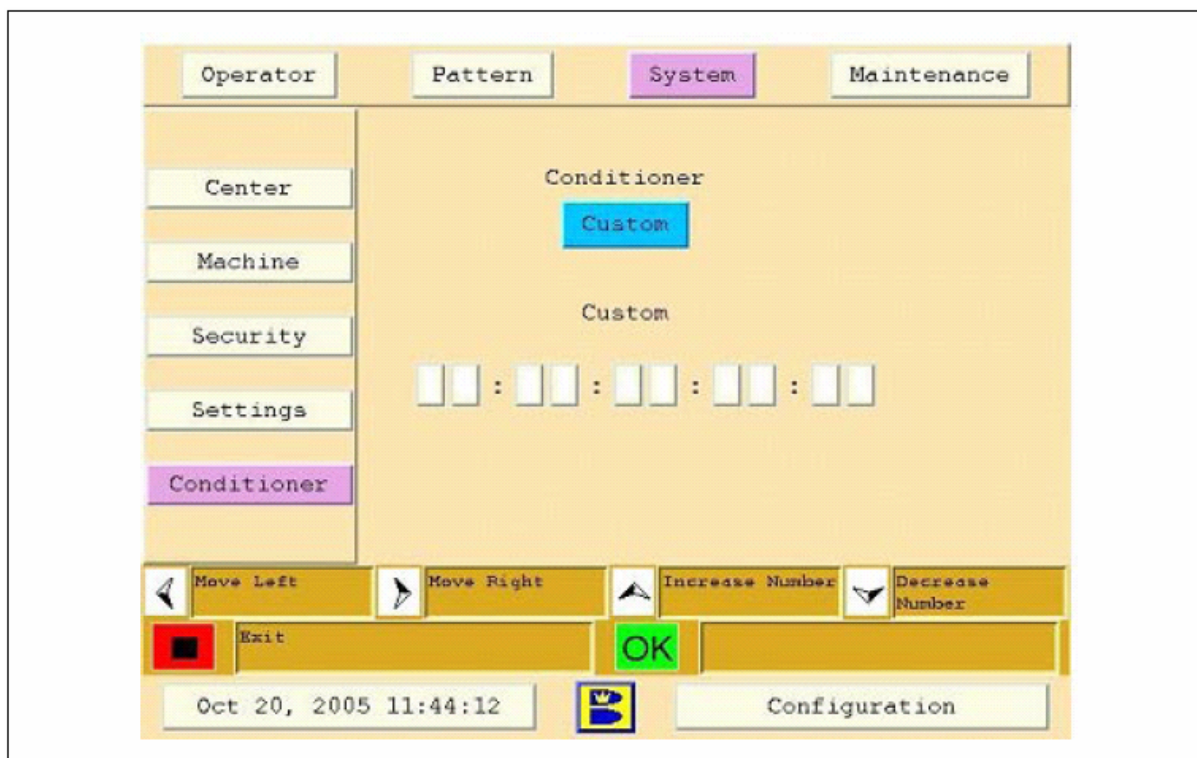 Operator Pattern System Maintenance
Center
Machine
Security
Settings
Conditioner
Conditioner
Custom
Custom
: : : :
Move Left Move Right Increase Number Decrease
Number
Exit OK
Oct 20, 2005 11:44:12 Configuration